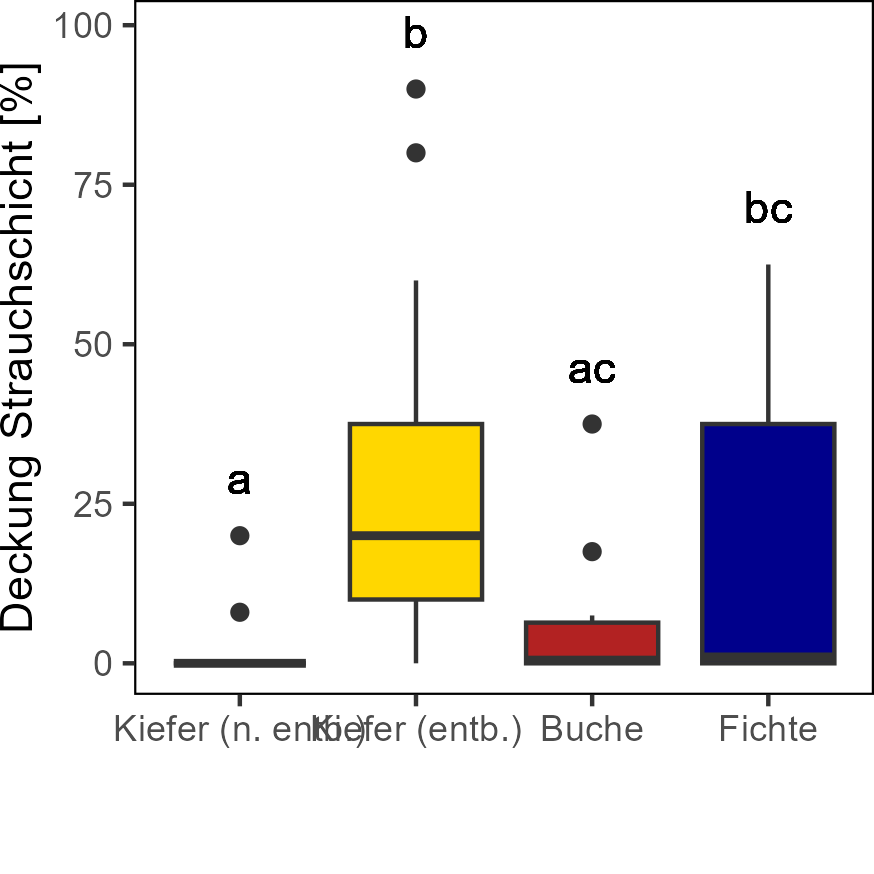 Deckung Strauchschicht [%]
100
75
50
25
0
a
b
ac
bc
Kiefer (n. entb.)
Kiefer (entb.)
Buche
Fichte